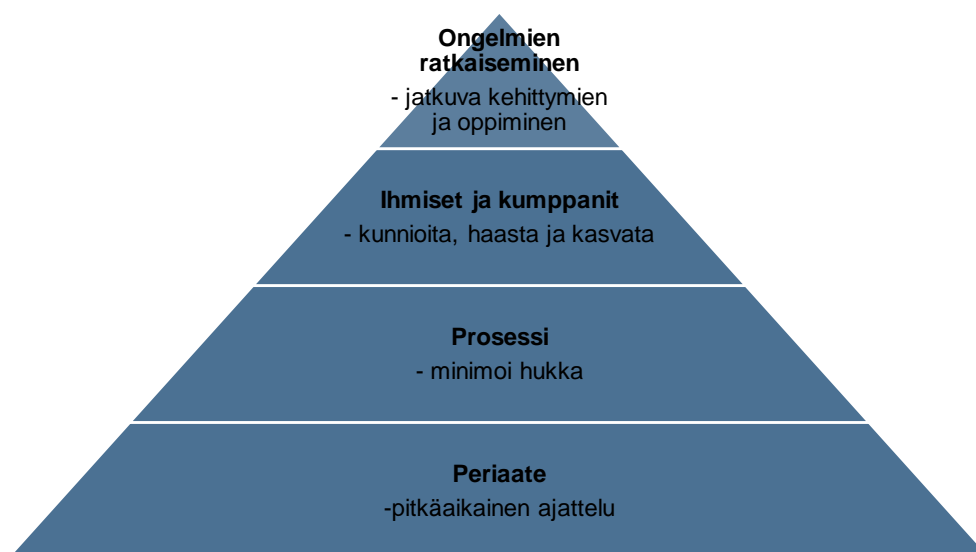 Ongelmien
ratkaiseminen
- jatkuva kehittymien
ja oppiminen
Ihmiset ja kumppanit
- kunnioita, haasta ja kasvata
Prosessi
- minimoi hukka
Periaate
-pitkäaikainen ajattelu